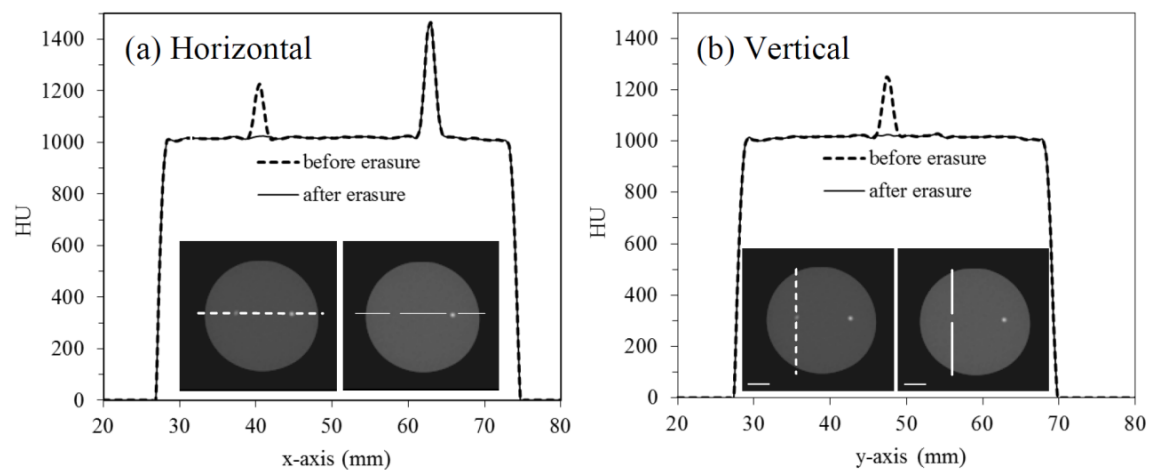 (a) Horizontal
1400
1200
1000
800
600
400
200
0
HU
before erasure
after erasure
20 30 40 50 60 70 80
x-axis (mm)
(b) Vertical
1400
1200
1000
800
600
400
200
0
HU
before erasure
after erasure
20 30 40 50 60 70 80
y-axis (mm)